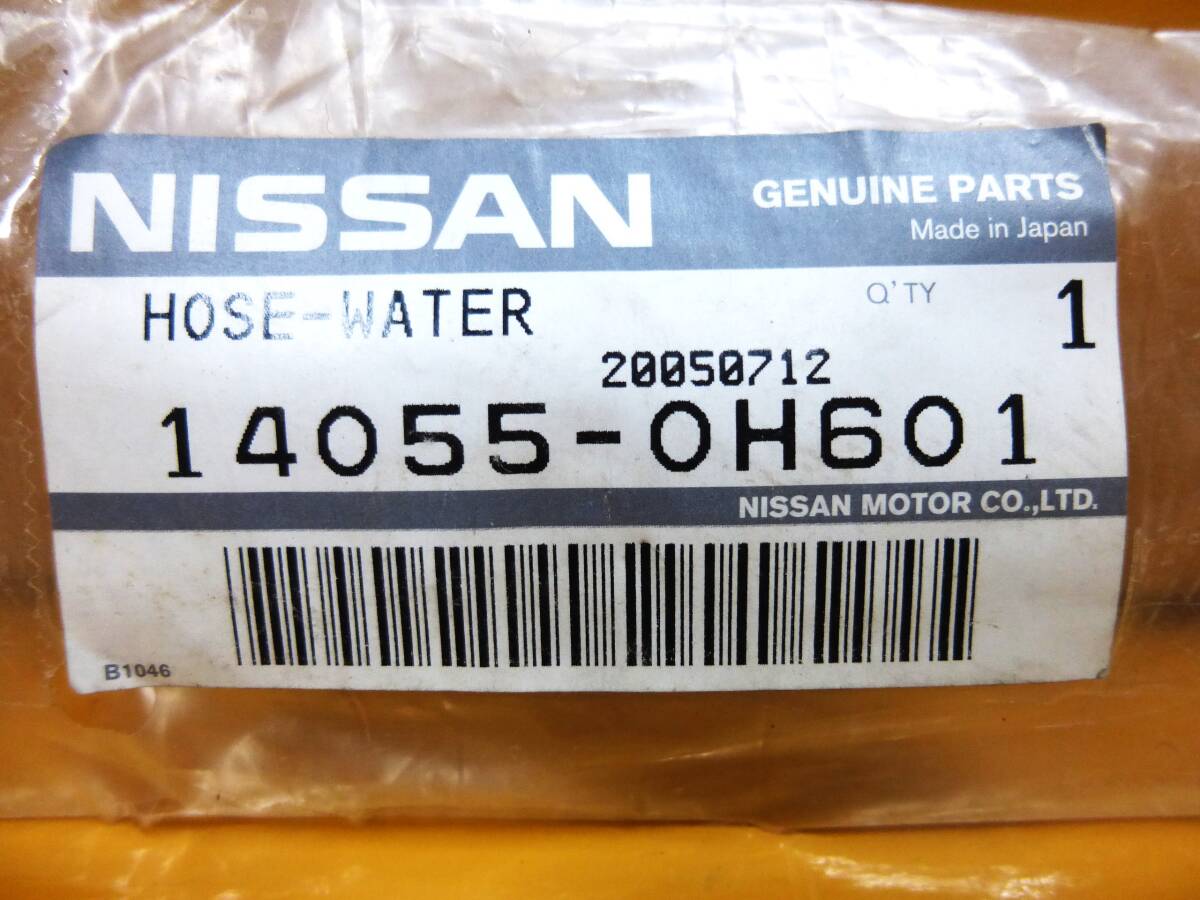 NISSAN
GENUINE PARTS
Made in Japan
HOSE-WATER
Q'TY 1
20050712
14055-0H601
NISSAN MOTOR CO.,LTD.
B1046